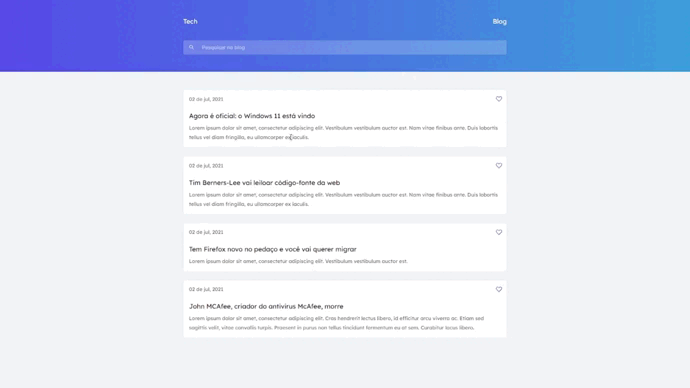 Tech
Blog
Pesquisar no blog
02 de jul, 2021
Agora é oficial: o Windows 11 está vindo
Lorem ipsum dolor sit amet, consectetur adipiscing elit. Vestibulum vestibulum auctor est. Nam vitae finibus ante. Duis lobortis
tellus vel diam fringilla, eu ullamcorper ex iaculis.
02 de jul, 2021
Tim Berners-Lee vai leiloar código-fonte da web
Lorem ipsum dolor sit amet, consectetur adipiscing elit. Vestibulum vestibulum auctor est. Nam vitae finibus ante. Duis lobortis
tellus vel diam fringilla, eu ullamcorper ex iaculis.
02 de jul, 2021
Tem Firefox novo no pedaço e você vai querer migrar
Lorem ipsum dolor sit amet, consectetur adipiscing elit. Vestibulum vestibulum auctor est.
02 de jul, 2021
John MCAfee, criador do antivírus McAfee, morre
Lorem ipsum dolor sit amet, consectetur adipiscing elit. Cras hendrerit lectus libero, id efficitur arcu viverra ac. Etiam sed
sagittis velit, vitae convallis turpis. Praesent in purus non tellus tincidunt fermentum eu at sem. Curabitur lacus libero.